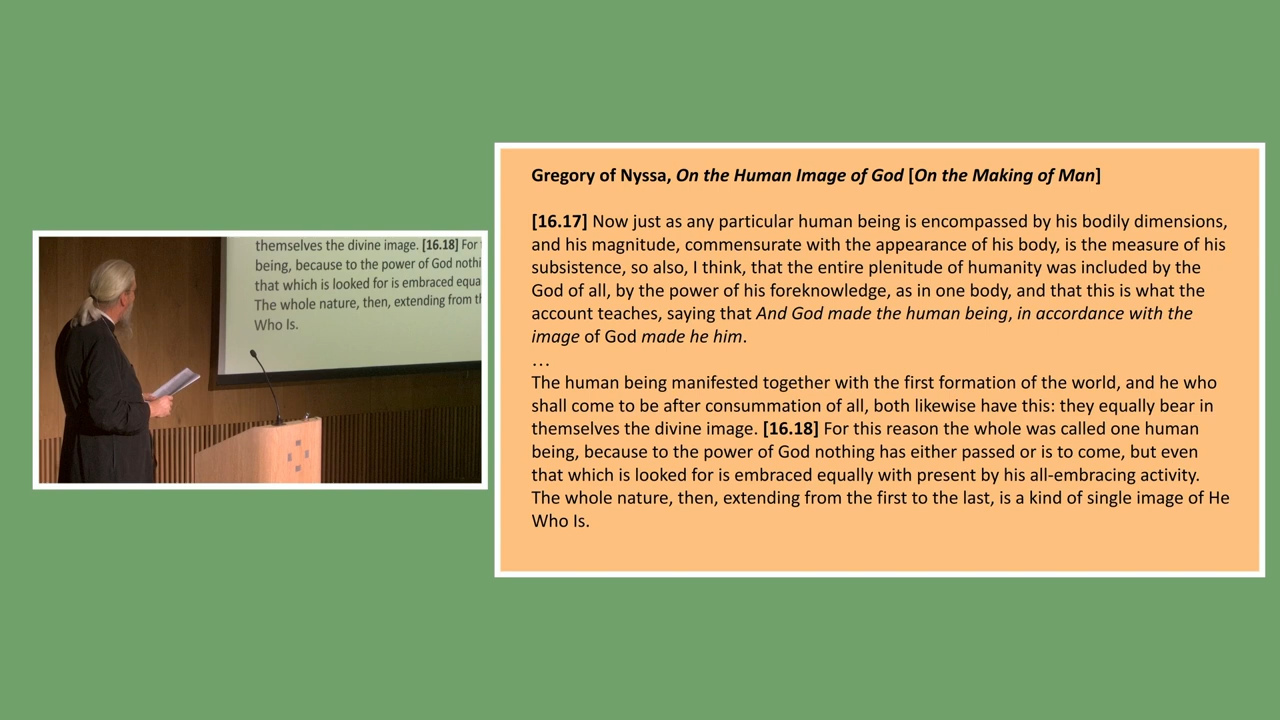 themselves the divine image. [16.18] For
being, because to the power of God nothi
that which is looked for is embraced equa
The whole nature, then, extending from th
Who Is.
Gregory of Nyssa, On the Human Image of God [On the Making of Man]
[16.17] Now just as any particular human being is encompassed by his bodily dimensions,
and his magnitude, commensurate with the appearance of his body, is the measure of his
subsistence, so also, I think, that the entire plenitude of humanity was included by the
God of all, by the power of his foreknowledge, as in one body, and that this is what the
account teaches, saying that And God made the human being, in accordance with the
image of God made he him.
…
The human being manifested together with the first formation of the world, and he who
shall come to be after consummation of all, both likewise have this: they equally bear in
themselves the divine image. [16.18] For this reason the whole was called one human
being, because to the power of God nothing has either passed or is to come, but even
that which is looked for is embraced equally with present by his all-embracing activity.
The whole nature, then, extending from the first to the last, is a kind of single image of He
Who Is.